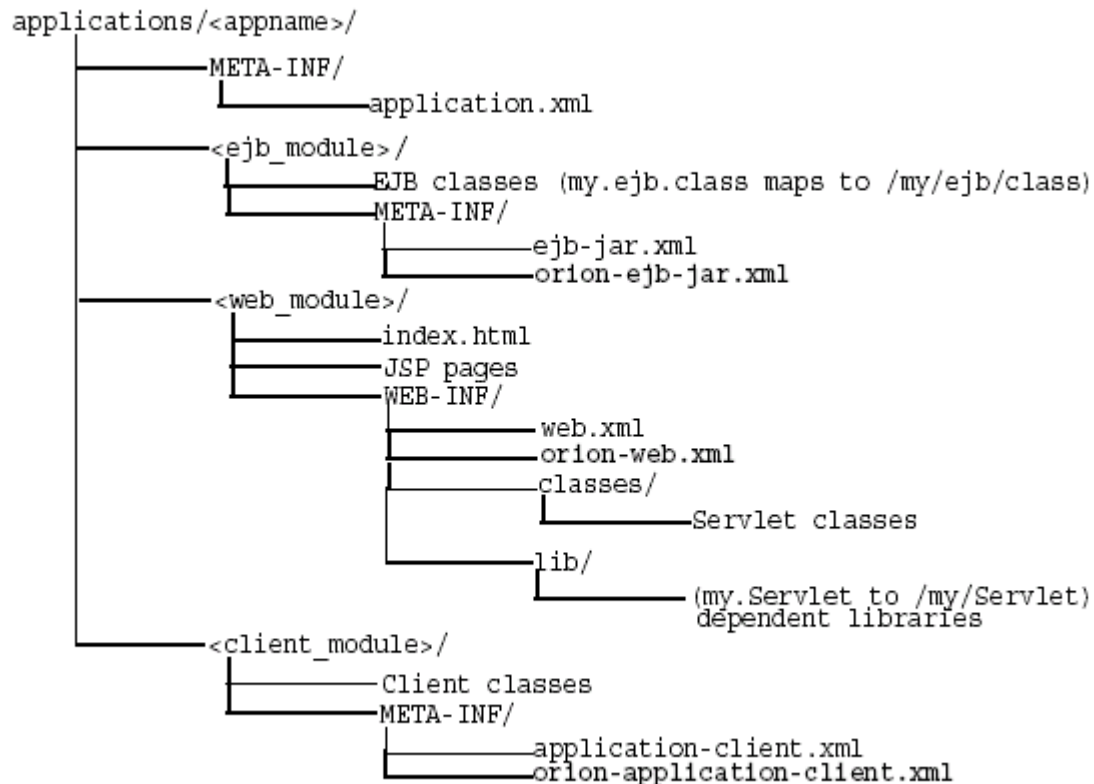 applications/<appname>/
META-INF/
application.xml
<ejb_module>/
EJB classes (my.ejb.class maps to /my/ejb/class)
META-INF/
ejb-jar.xml
orion-ejb-jar.xml
<web_module>/
index.html
JSP pages
WEB-INF/
web.xml
orion-web.xml
classes/
Servlet classes
lib/
(my.Servlet to /my/Servlet)
dependent libraries
<client_module>/
Client classes
META-INF/
application-client.xml
orion-application-client.xml